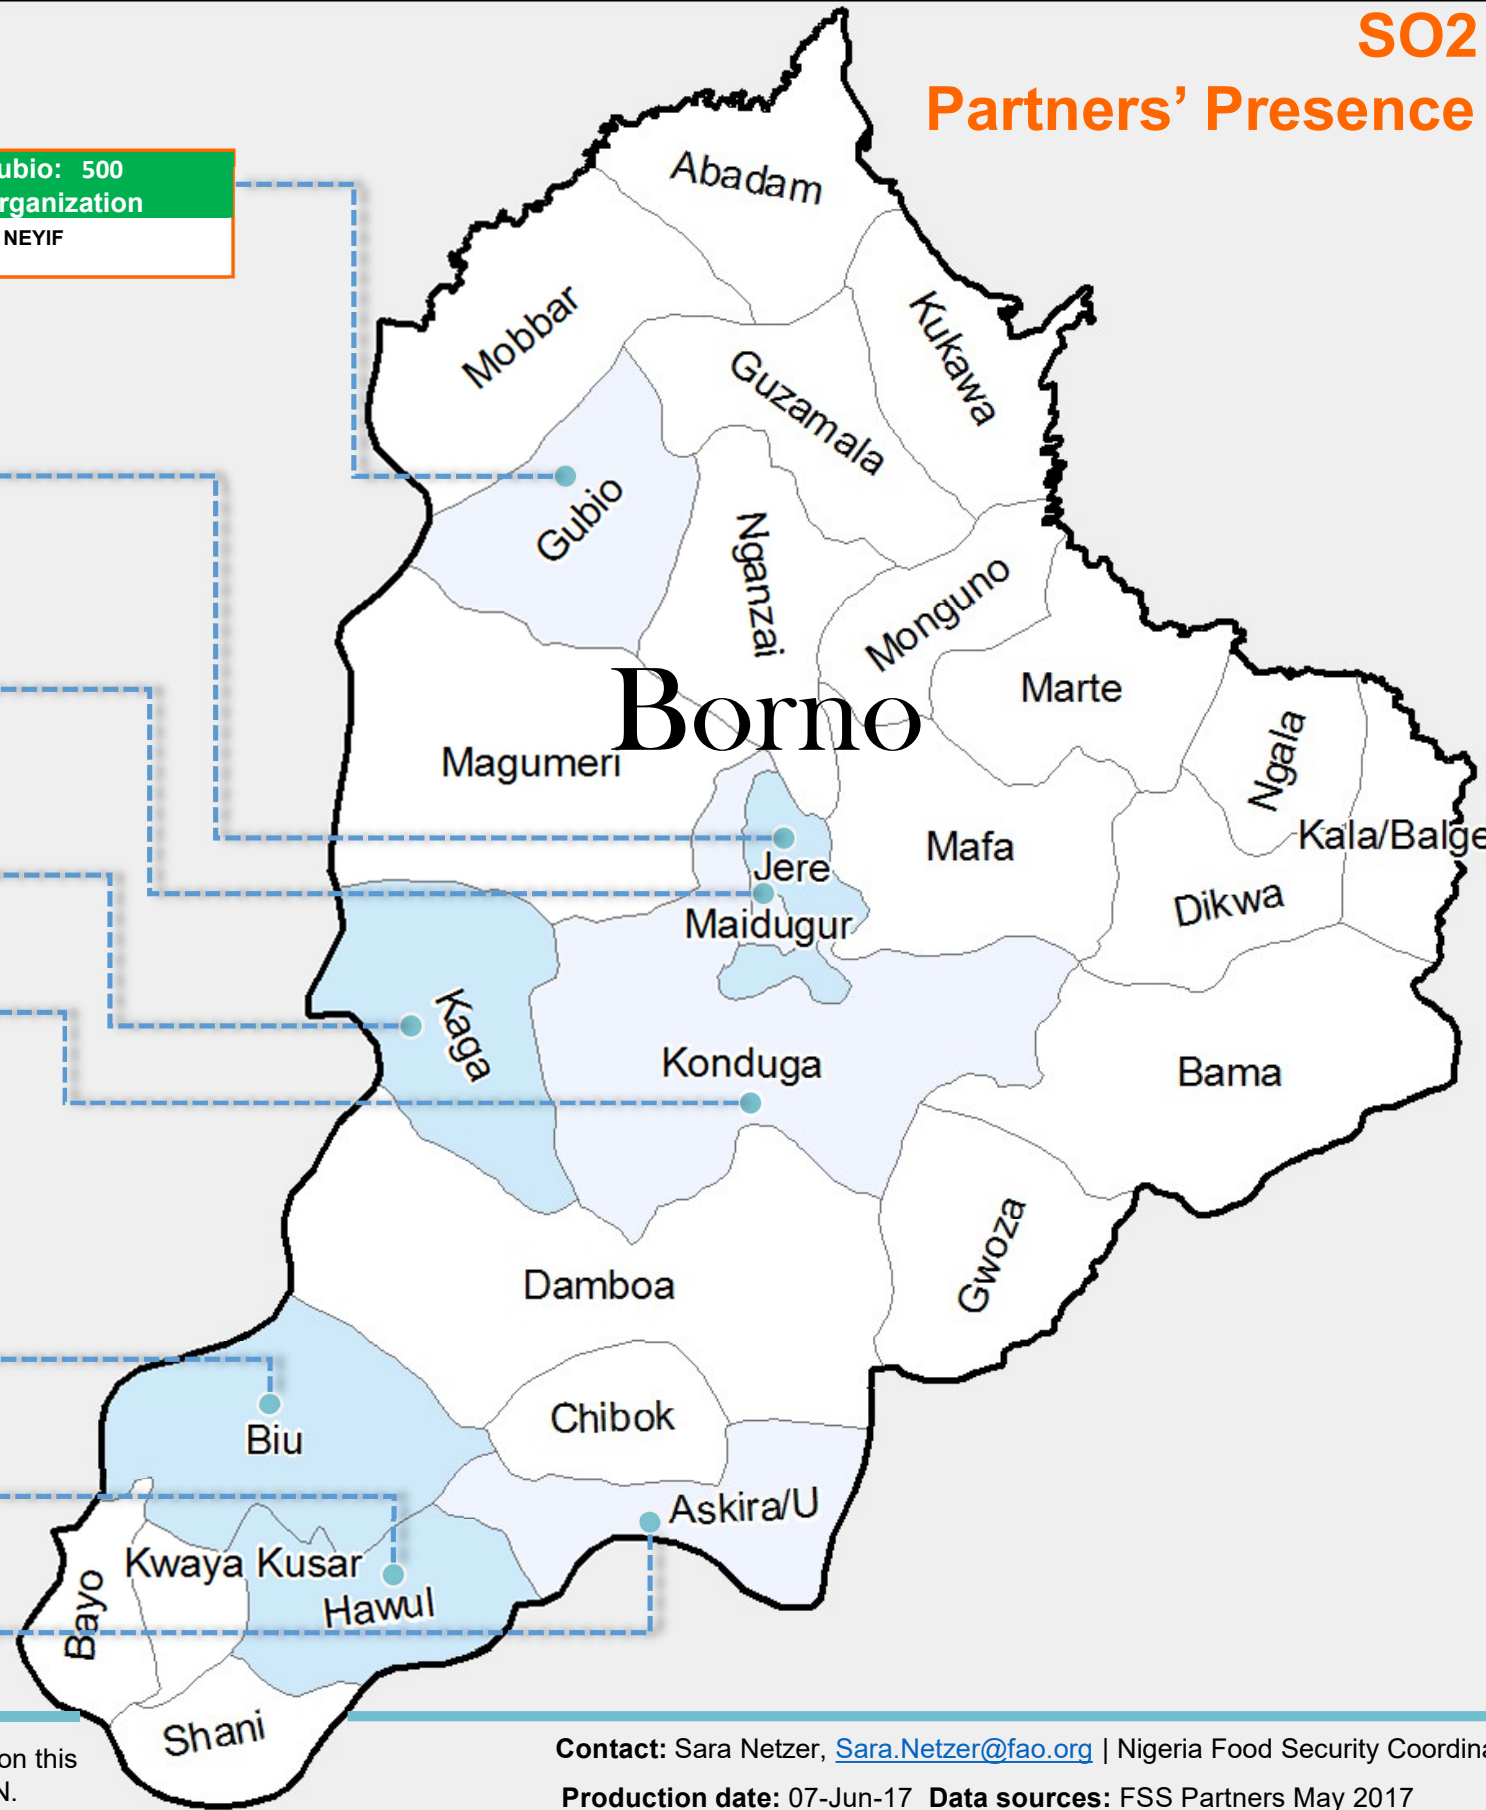 SO2
Partners' Presence
ubio: 500
rganization
NEYIF
Abadam
Mobbar
Kukawa
Guzamala
Gubio
Nganzai
Monguno
Marte
Borno
Ngala
Magumeri
Kala/Balge
Mafa
Jere
Dikwa
Maidugur
Kaga
Konduga
Bama
Gwoza
Damboa
Chibok
Biu
Askira/U
Kwaya Kusar
Bayo
Hawul
Shani
on this
N.
Contact: Sara Netzer, Sara.Netzer@fao.org | Nigeria Food Security Coordina
Production date: 07-Jun-17 Data sources: FSS Partners May 2017